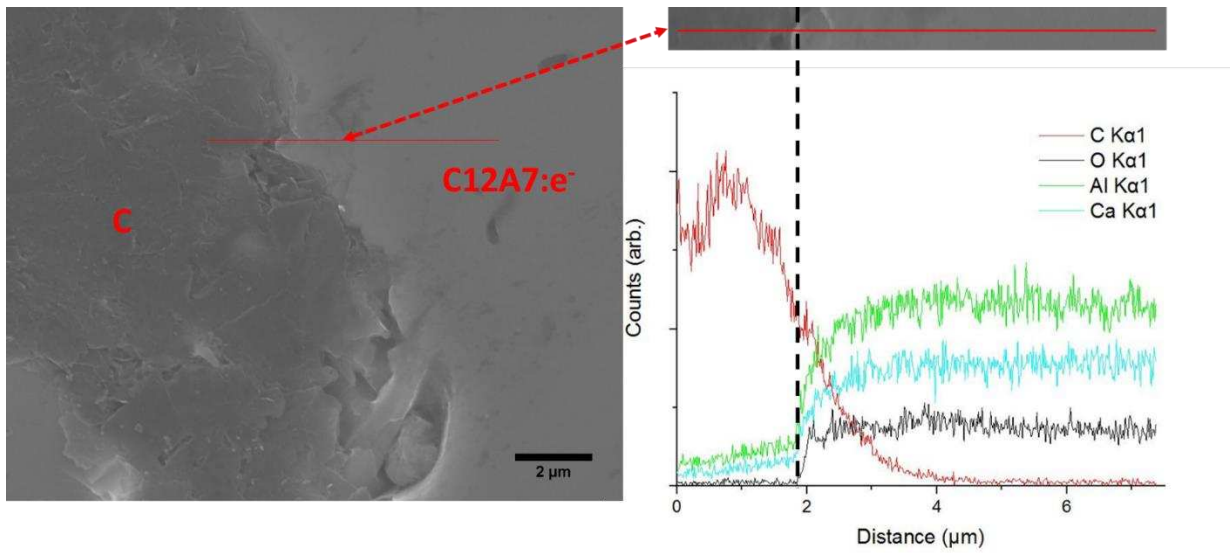 C
C12A7:e⁻
2 µm
C Kα1
O Kα1
Al Kα1
Ca Kα1
Counts (arb.)
0
2
4
6
Distance (µm)